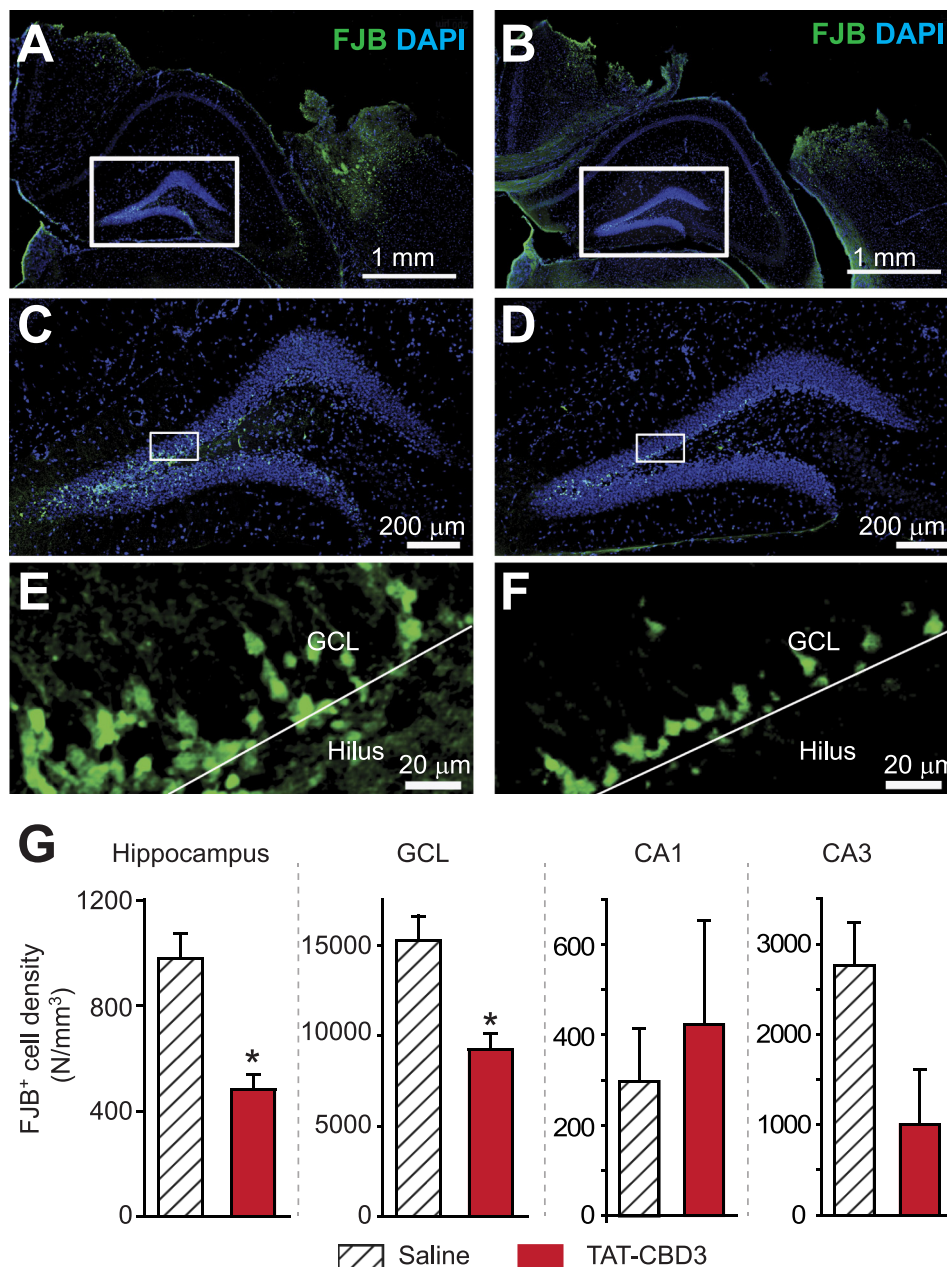 A
FJB DAPI
1 mm
B
FJB DAPI
1 mm
C
200 μm
D
200 μm
E
GCL
Hilus
20 μm
F
GCL
Hilus
20 μm
G
Hippocampus
GCL
CA1
CA3
FJB⁺ cell density
(N/mm³)
1200
800
400
0
*
15000
10000
5000
0
*
600
400
200
0
3000
2000
1000
0
Saline
TAT-CBD3